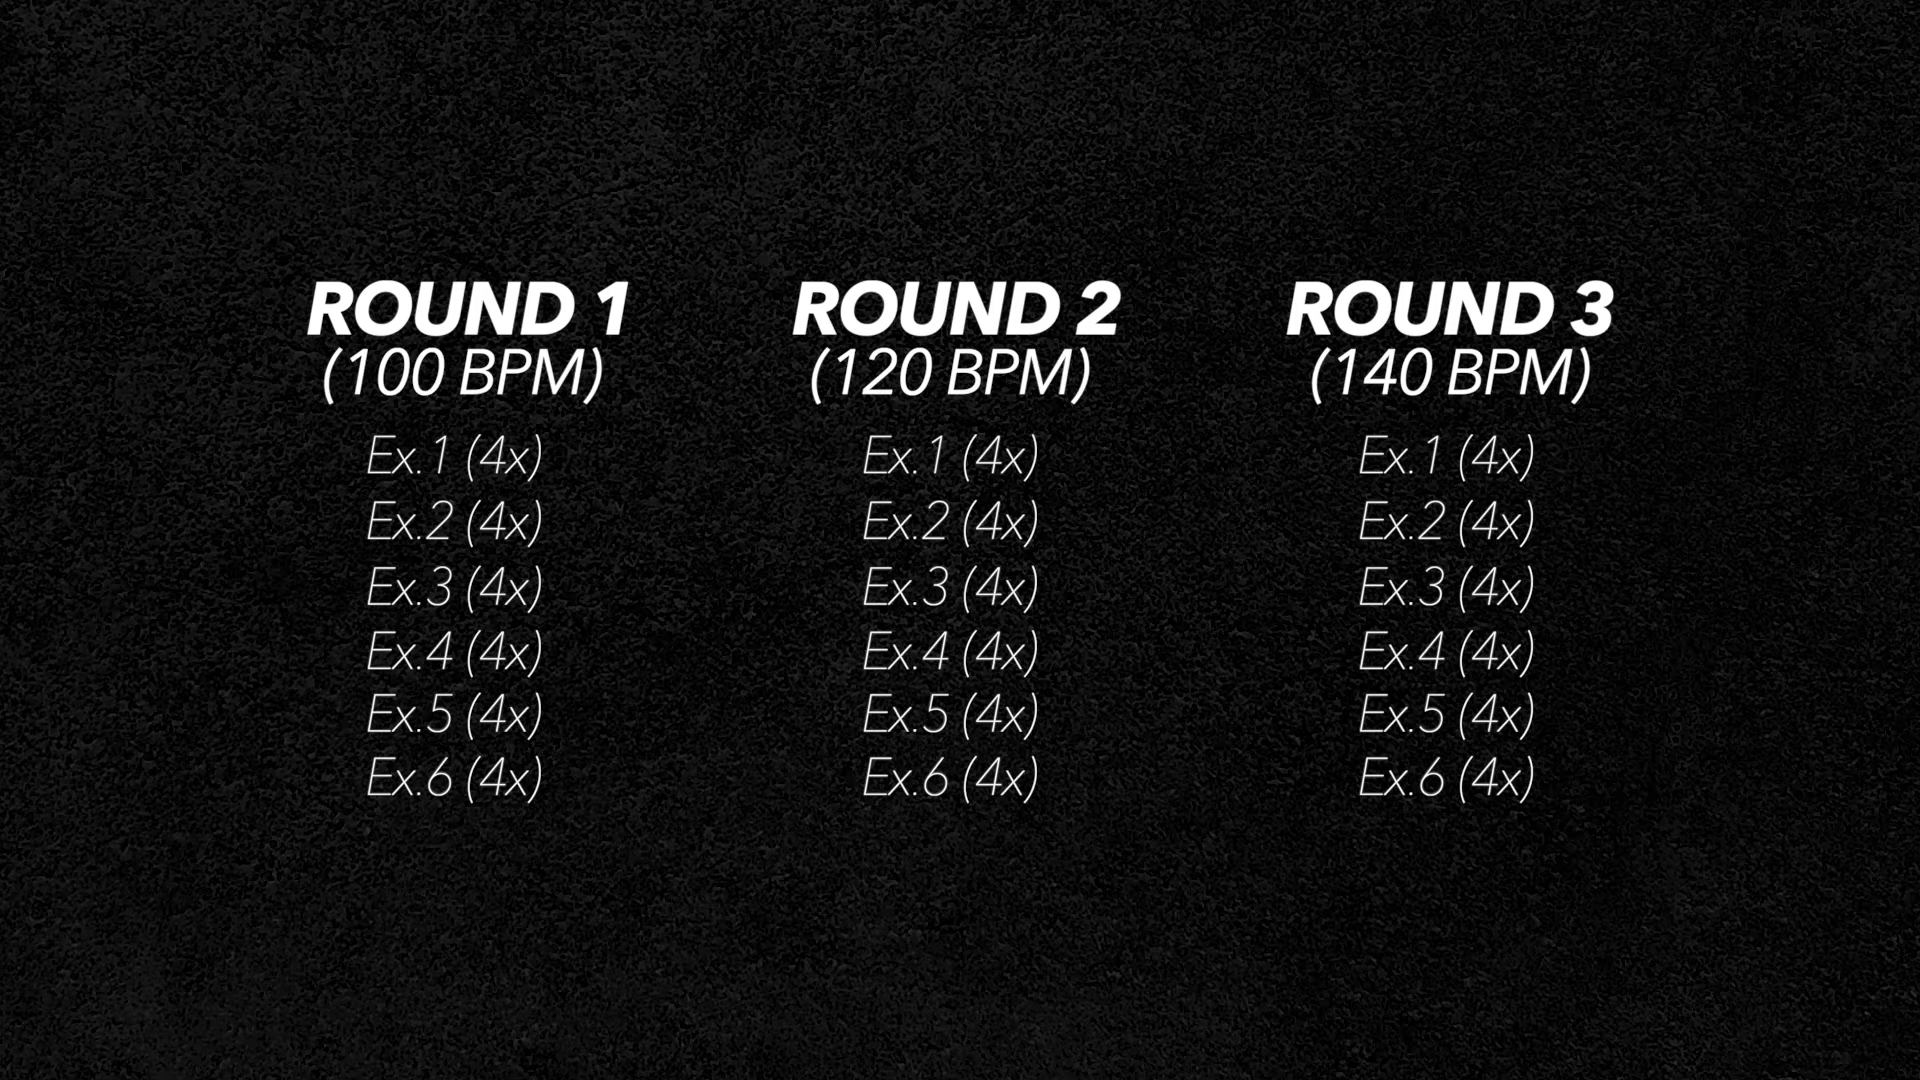 ROUND 1
(100 BPM)
Ex.1 (4x)
Ex.2 (4x)
Ex.3 (4x)
Ex.4 (4x)
Ex.5 (4x)
Ex.6 (4x)
ROUND 2
(120 BPM)
Ex.1 (4x)
Ex.2 (4x)
Ex.3 (4x)
Ex.4 (4x)
Ex.5 (4x)
Ex.6 (4x)
ROUND 3
(140 BPM)
Ex.1 (4x)
Ex.2 (4x)
Ex.3 (4x)
Ex.4 (4x)
Ex.5 (4x)
Ex.6 (4x)